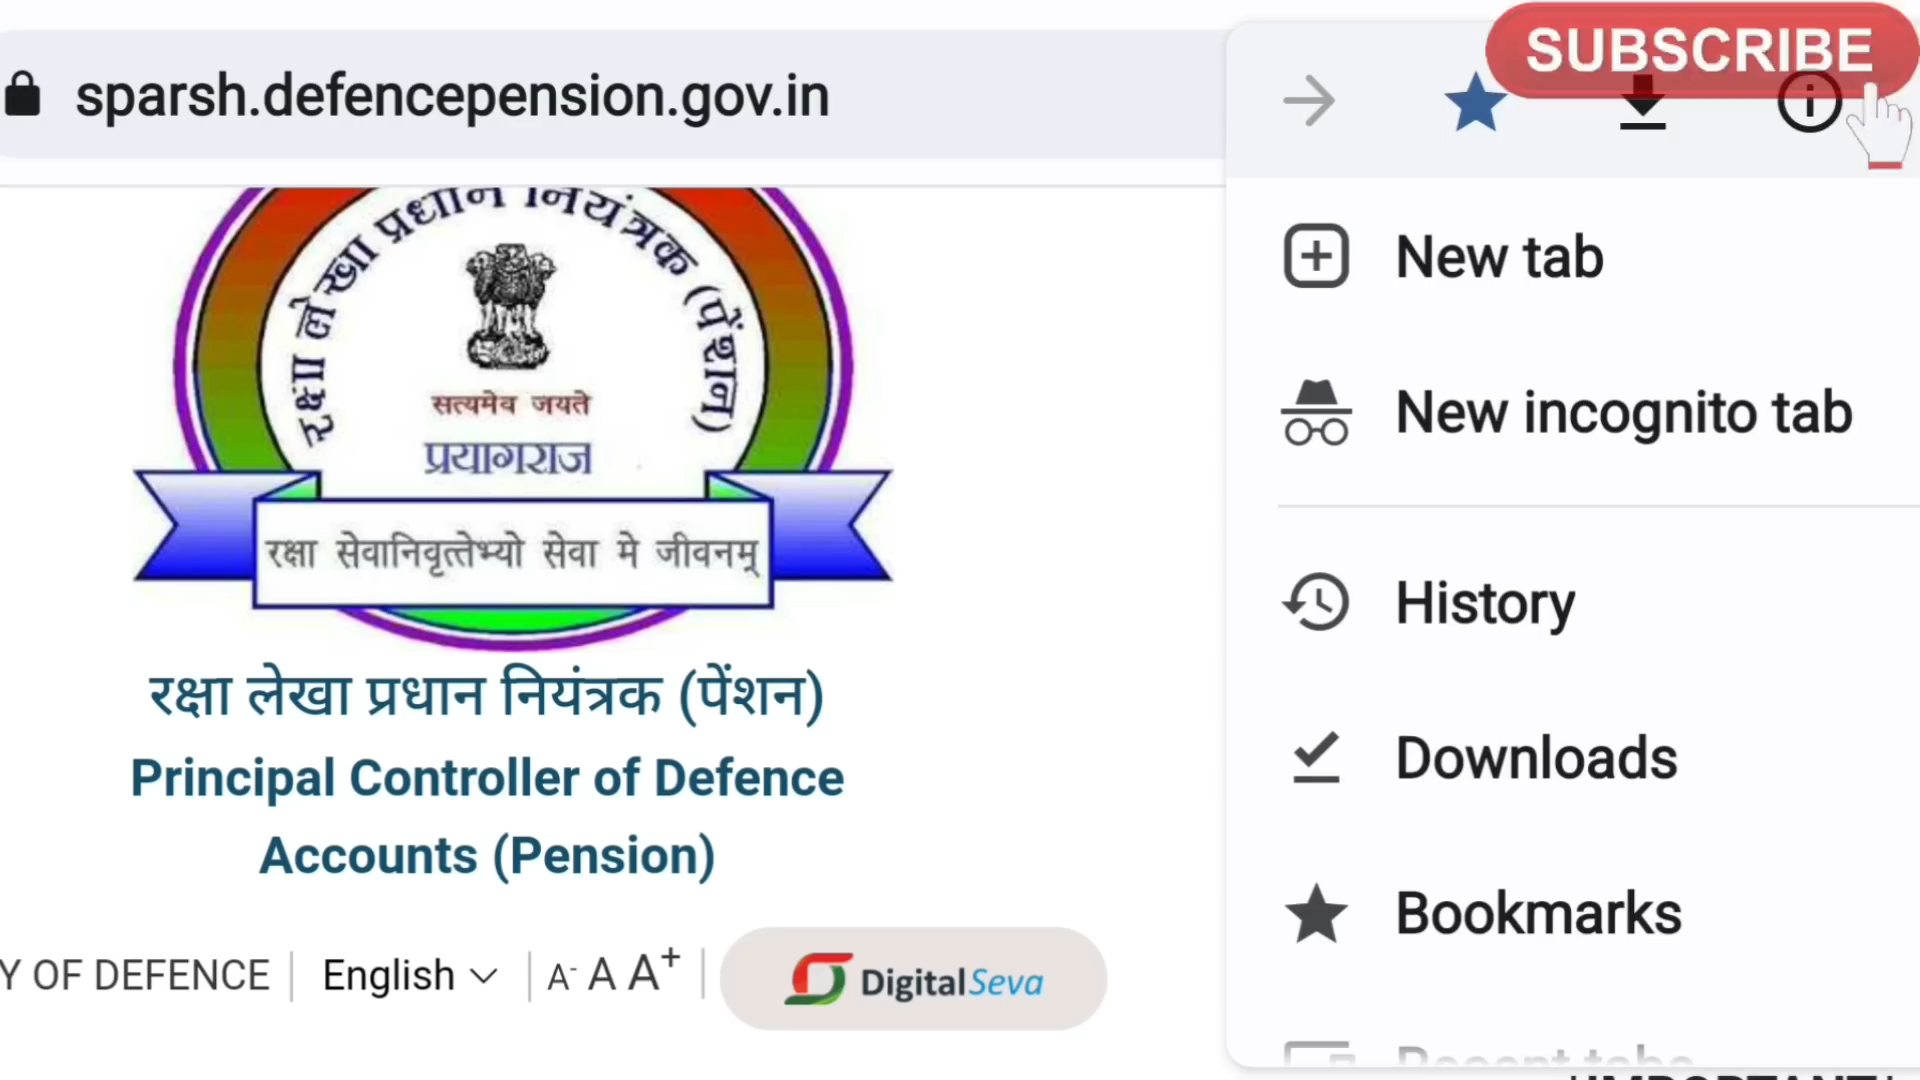 SUBSCRIBE
sparsh.defencepension.gov.in
रक्षा लेखा प्रधान नियंत्रक (पेंशन)
सत्यमेव जयते
प्रयागराज
रक्षा सेवानिवृत्तेभ्यो सेवा मे जीवनम्
रक्षा लेखा प्रधान नियंत्रक (पेंशन)
Principal Controller of Defence
Accounts (Pension)
Y OF DEFENCE
English
A- A A+
DigitalSeva
New tab
New incognito tab
History
Downloads
Bookmarks
Recent tabs